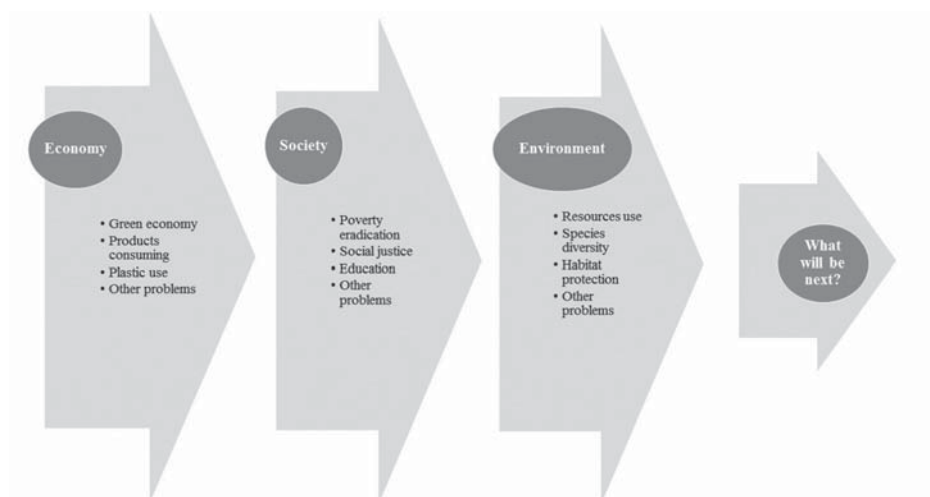 Economy
• Green economy
• Products
consuming
• Plastic use
• Other problems
Society
• Poverty
eradication
• Social justice
• Education
• Other
problems
Environment
• Resources use
• Species
diversity
• Habitat
protection
• Other
problems
What
will be
next?